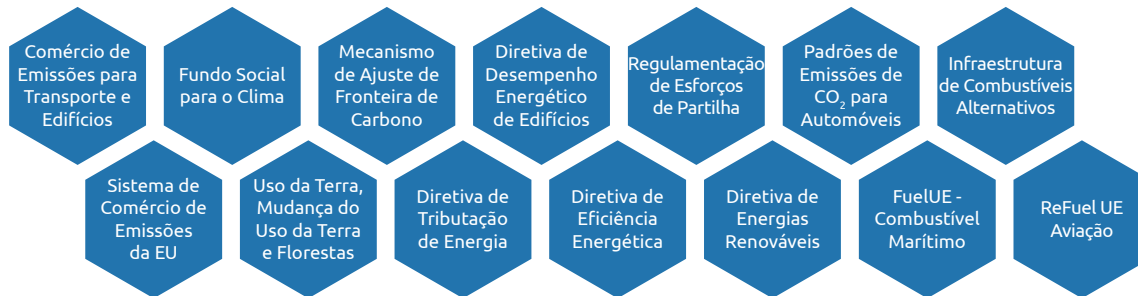 Comércio de
Emissões para
Transporte e
Edifícios
Fundo Social
para o Clima
Mecanismo
de Ajuste de
Fronteira de
Carbono
Diretiva de
Desempenho
Energético
de Edifícios
Regulamentação
de Esforços
de Partilha
Padrões de
Emissões de
CO₂ para
Automóveis
Infraestrutura
de Combustíveis
Alternativos
Sistema de
Comércio de
Emissões
da EU
Uso da Terra,
Mudança do
Uso da Terra
e Florestas
Diretiva de
Tributação
de Energia
Diretiva de
Eficiência
Energética
Diretiva de
Energias
Renováveis
FuelUE -
Combustível
Marítimo
ReFuel UE
Aviação